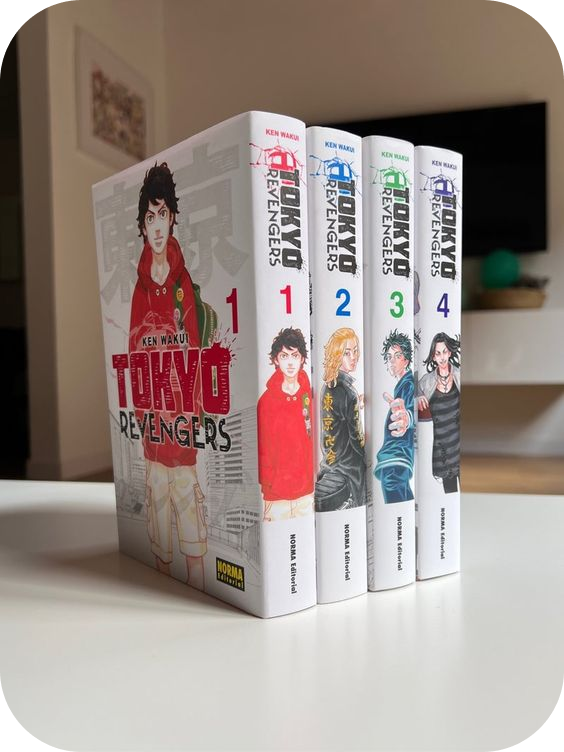 東京
1
KEN WAKUI
TOKYO
REVENGERS
NORMA
Editorial
KEN WAKUI
TOKYO
REVENGERS
1
NORMA Editorial
KEN WAKUI
TOKYO
REVENGERS
2
東京卍會
NORMA Editorial
KEN WAKUI
TOKYO
REVENGERS
3
NORMA Editorial
KEN WAKUI
TOKYO
REVENGERS
4
NORMA Editorial